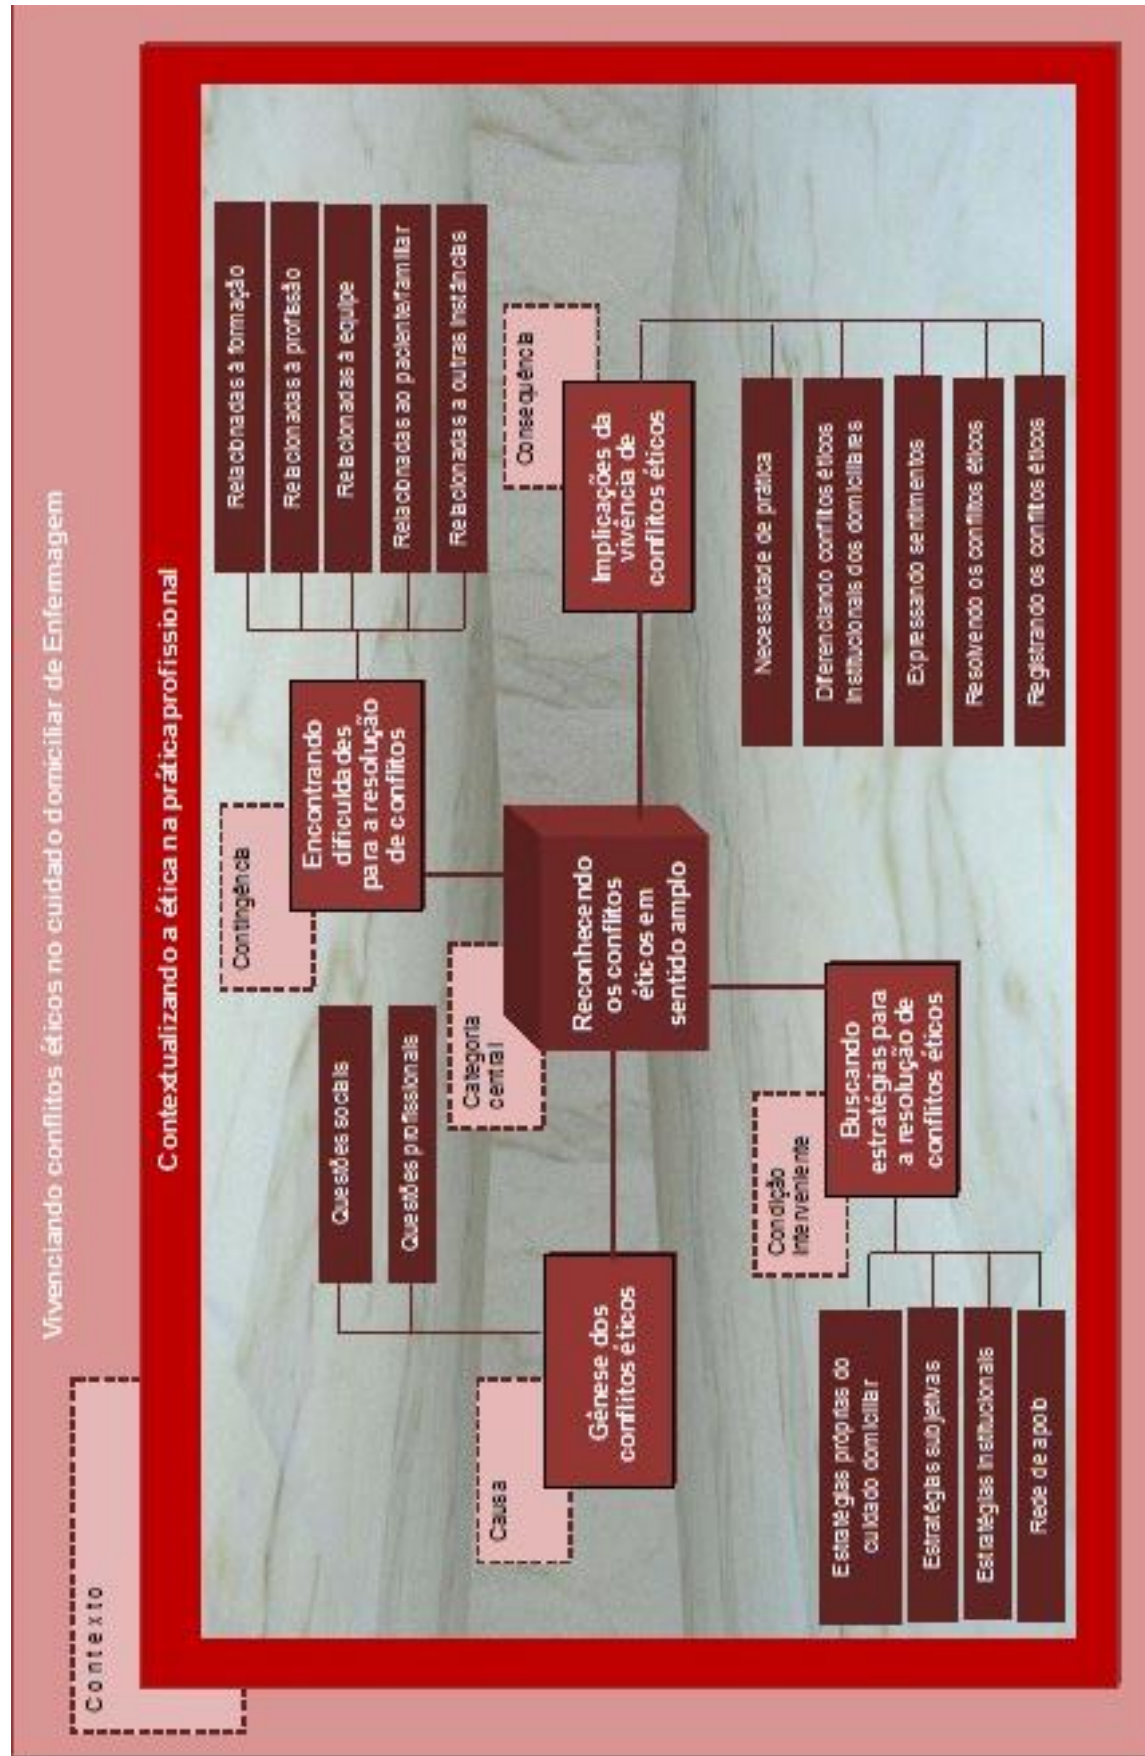 Vivenciando conflitos éticos no cuidado domiciliar de Enfermagem
Contexto
Contextualizando a ética na prática profissional
Contingência
Encontrando
dificuldades
para a resolução
de conflitos
Relacionadas à formação
Relacionadas à profissão
Relacionadas à equipe
Relacionadas ao paciente/familiar
Relacionadas a outras instâncias
Questões sociais
Questões profissionais
Causa
Gênese dos
conflitos éticos
Categoria
central
Reconhecendo
os conflitos
éticos em
sentido amplo
Consequência
Implicações da
vivência de
conflitos éticos
Condição
interveniente
Buscando
estratégias para
a resolução de
conflitos éticos
Estratégias próprias do
cuidado domiciliar
Estratégias subjetivas
Estratégias institucionais
Rede de apoio
Necessidade de prática
Diferenciando conflitos éticos
institucionais dos domiciliares
Expressando sentimentos
Resolvendo os conflitos éticos
Registrando os conflitos éticos